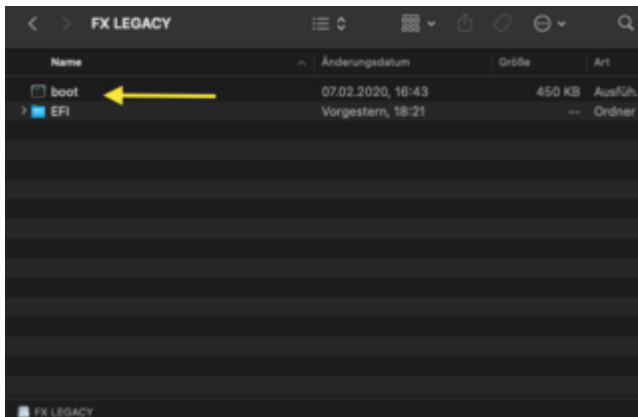 FX LEGACY
Name Änderungsdatum Größe Art
boot 07.02.2020, 16:43 450 KB Ausfüh.
EFI Vorgestern, 18:21 -- Ordner
FX LEGACY